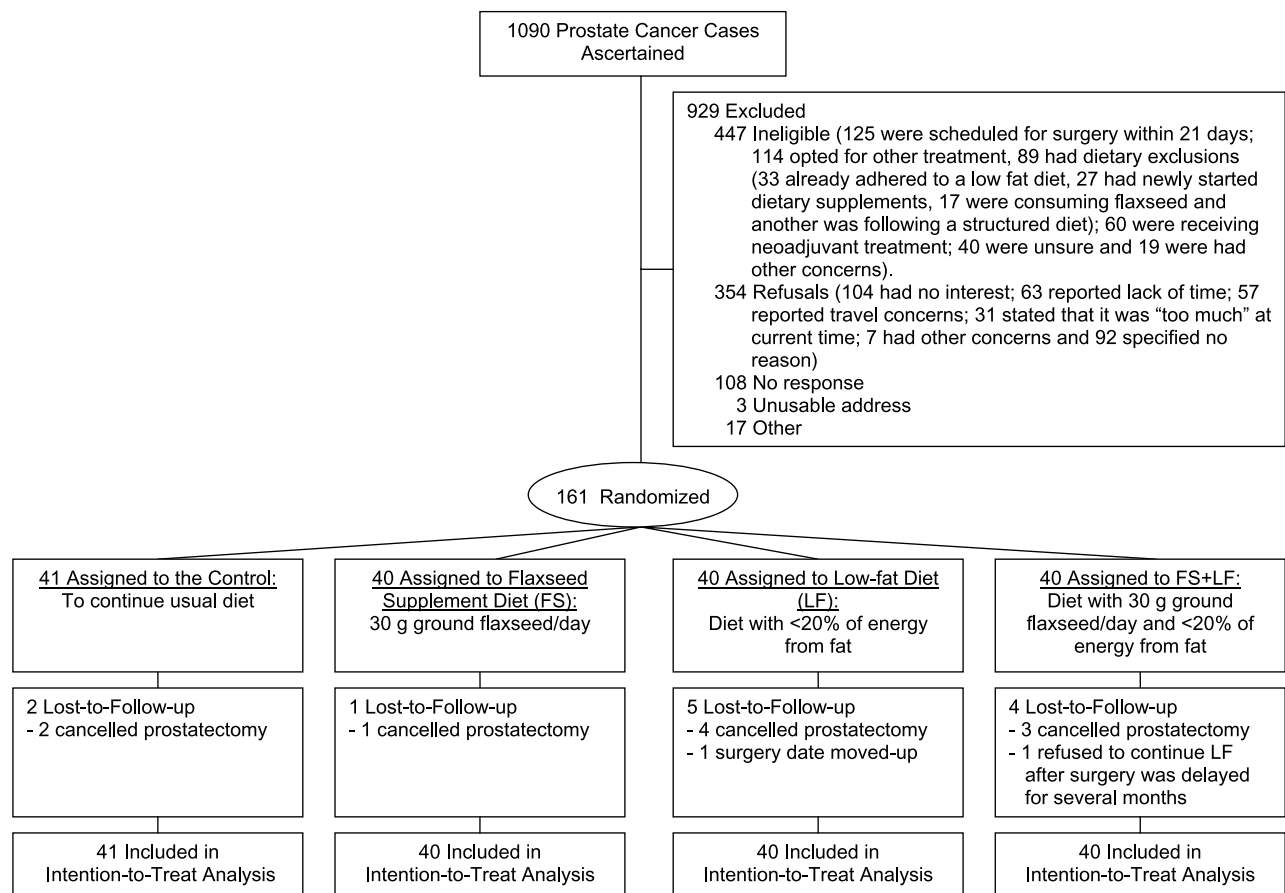 1090 Prostate Cancer Cases
Ascertained
929 Excluded
447 Ineligible (125 were scheduled for surgery within 21 days;
114 opted for other treatment, 89 had dietary exclusions
(33 already adhered to a low fat diet, 27 had newly started
dietary supplements, 17 were consuming flaxseed and
another was following a structured diet); 60 were receiving
neoadjuvant treatment; 40 were unsure and 19 were had
other concerns).
354 Refusals (104 had no interest; 63 reported lack of time; 57
reported travel concerns; 31 stated that it was “too much” at
current time; 7 had other concerns and 92 specified no
reason)
108 No response
3 Unusable address
17 Other
161 Randomized
41 Assigned to the Control:
To continue usual diet
40 Assigned to Flaxseed
Supplement Diet (FS):
30 g ground flaxseed/day
40 Assigned to Low-fat Diet
(LF):
Diet with <20% of energy
from fat
40 Assigned to FS+LF:
Diet with 30 g ground
flaxseed/day and <20% of
energy from fat
2 Lost-to-Follow-up
- 2 cancelled prostatectomy
1 Lost-to-Follow-up
- 1 cancelled prostatectomy
5 Lost-to-Follow-up
- 4 cancelled prostatectomy
- 1 surgery date moved-up
4 Lost-to-Follow-up
- 3 cancelled prostatectomy
- 1 refused to continue LF
after surgery was delayed
for several months
41 Included in
Intention-to-Treat Analysis
40 Included in
Intention-to-Treat Analysis
40 Included in
Intention-to-Treat Analysis
40 Included in
Intention-to-Treat Analysis